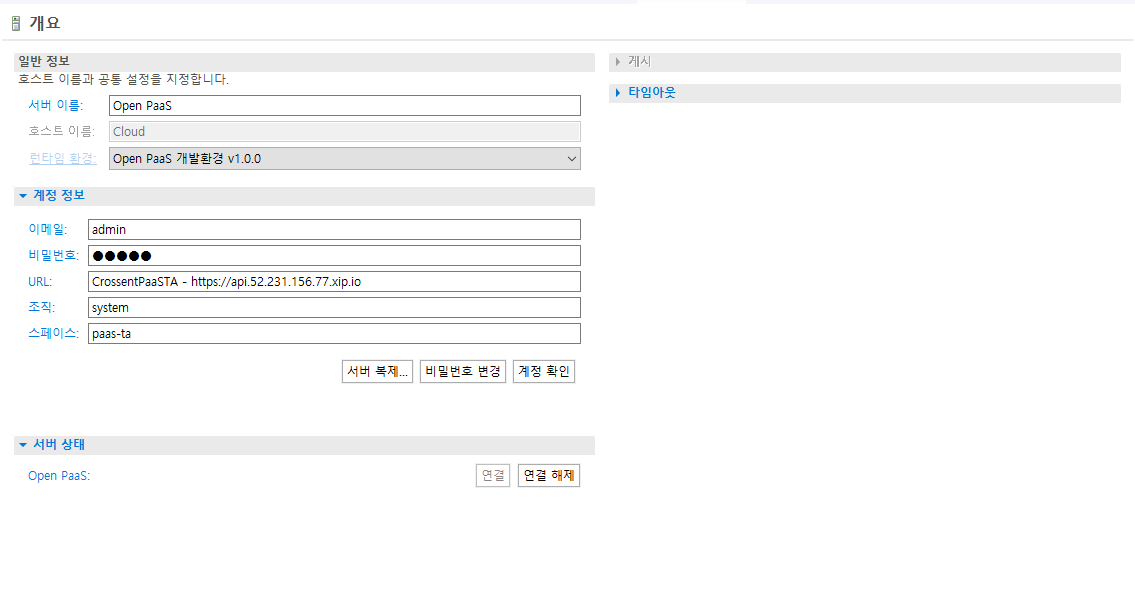 개요
일반 정보
호스트 이름과 공통 설정을 지정합니다.
서버 이름: Open PaaS
호스트 이름: Cloud
런타임 환경: Open PaaS 개발환경 v1.0.0
계정 정보
이메일: admin
비밀번호: ●●●●●
URL: CrossentPaaSTA - https://api.52.231.156.77.xip.io
조직: system
스페이스: paas-ta
서버 복제... 비밀번호 변경 계정 확인
서버 상태
Open PaaS: 연결 연결 해제
게시
타임아웃